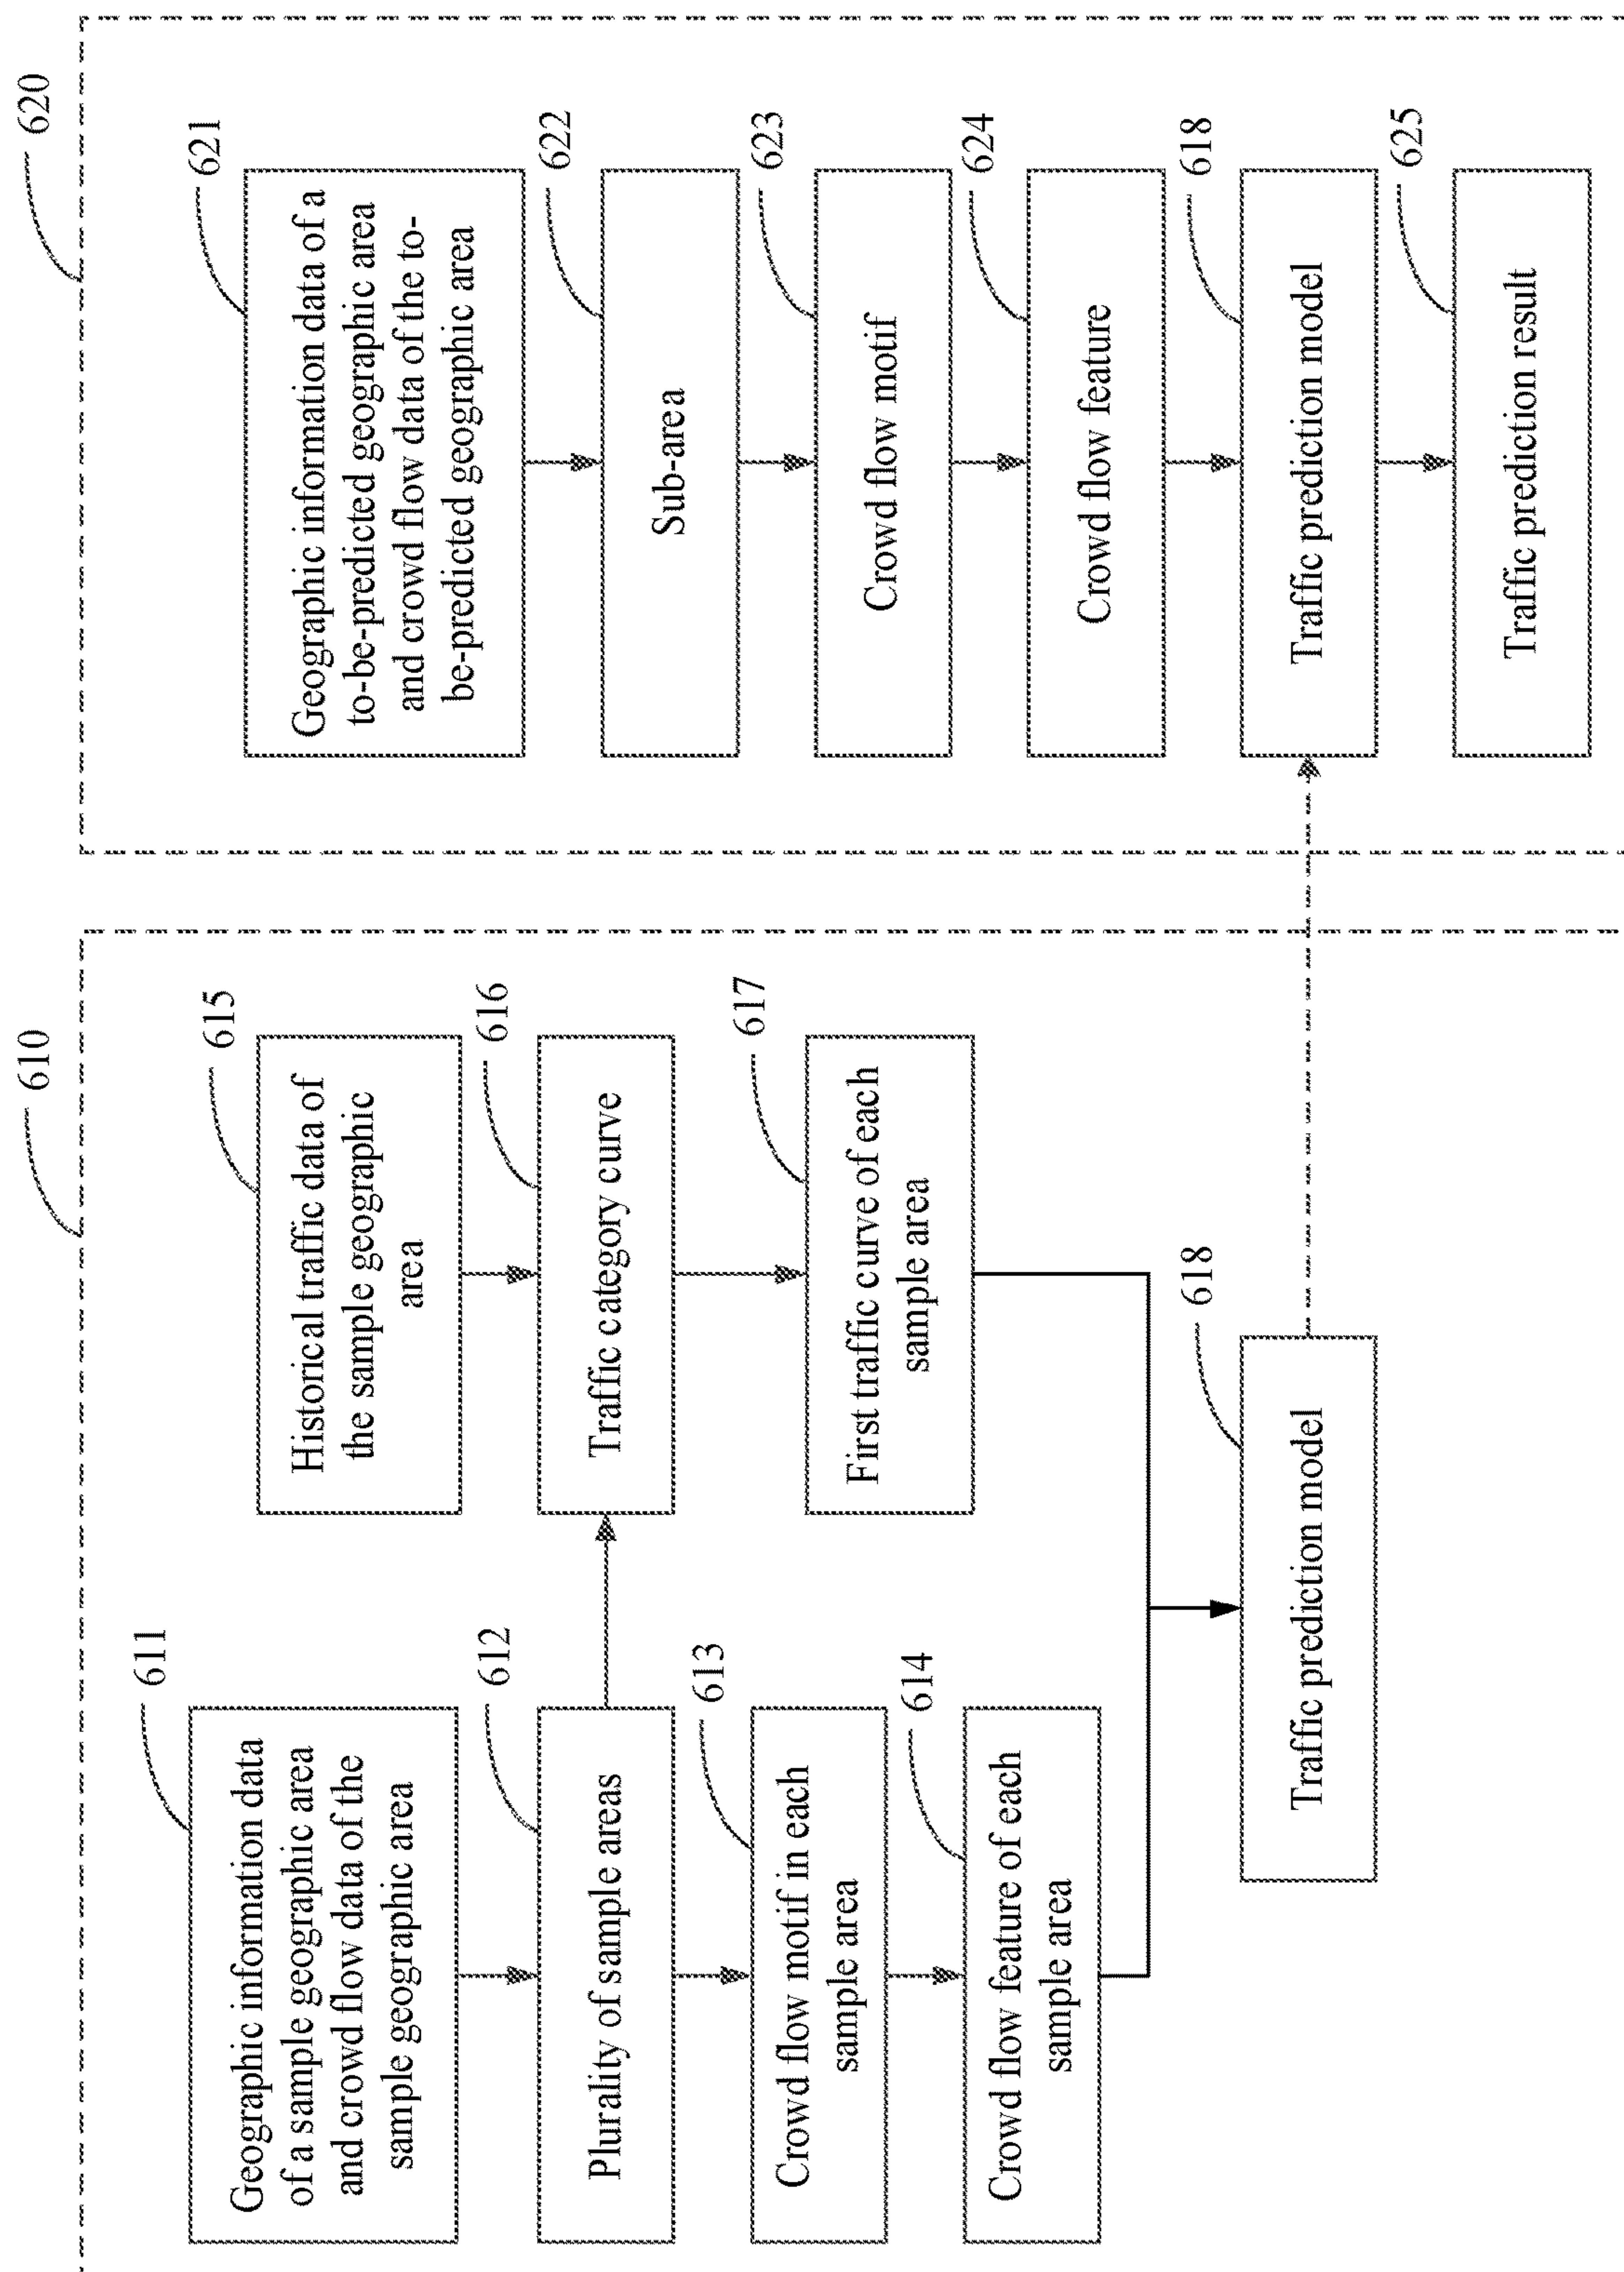 610
611
Geographic information data
of a sample geographic area
and crowd flow data of the
sample geographic area
612
Plurality of sample areas
613
Crowd flow motif in each
sample area
614
Crowd flow feature of each
sample area
615
Historical traffic data of
the sample geographic
area
616
Traffic category curve
617
First traffic curve of each
sample area
618
Traffic prediction model
620
621
Geographic information data of a
to-be-predicted geographic area
and crowd flow data of the to-
be-predicted geographic area
622
Sub-area
623
Crowd flow motif
624
Crowd flow feature
618
Traffic prediction model
625
Traffic prediction result